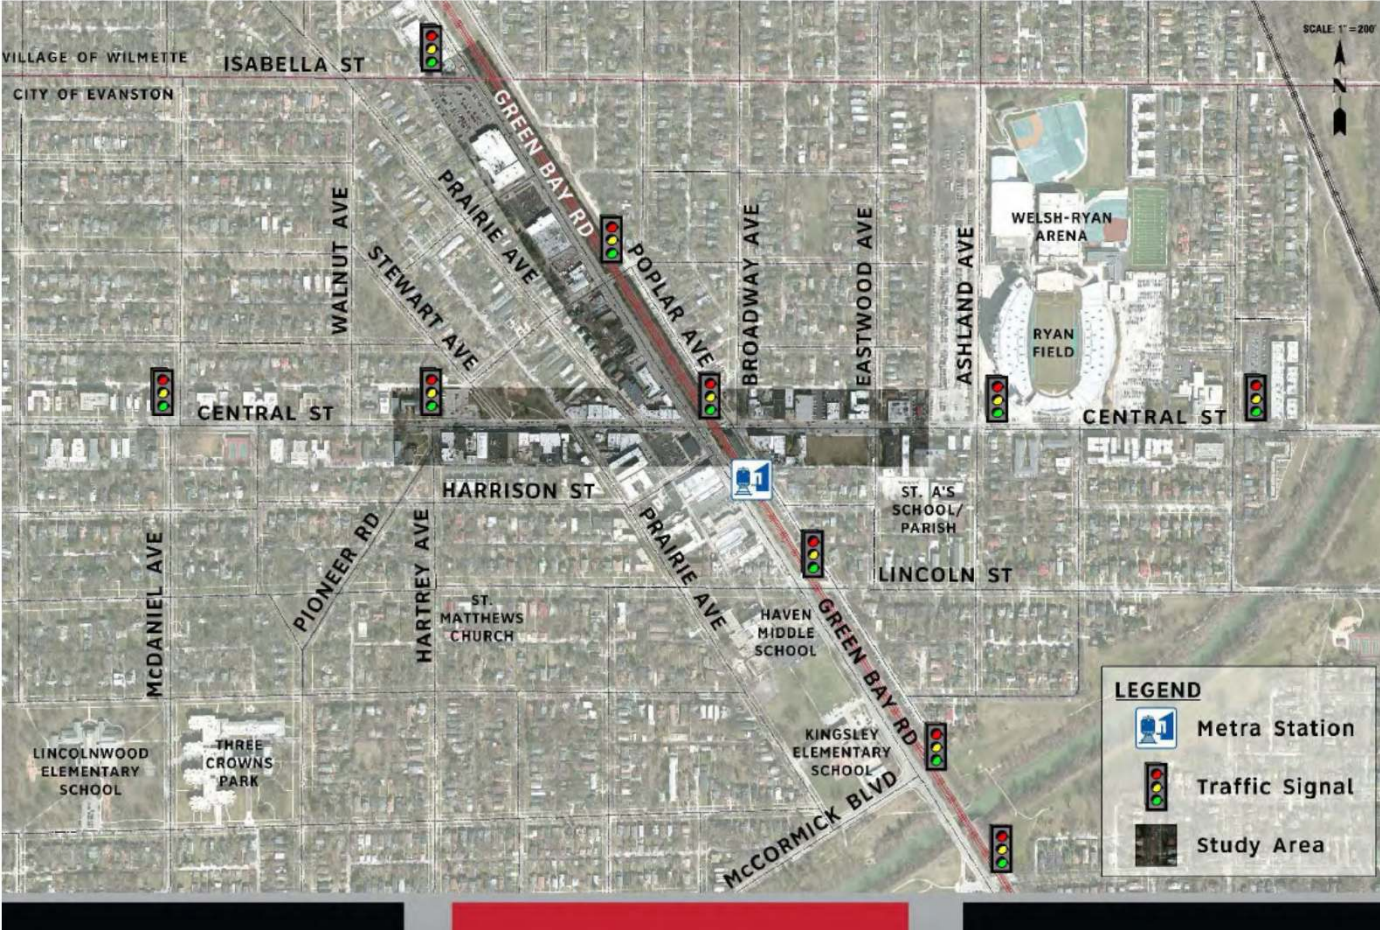 SCALE: 1" = 200'
VILLAGE OF WILMETTE
ISABELLA ST
CITY OF EVANSTON
N
GREEN BAY RD
PRAIRIE AVE
WALNUT AVE
STEWART AVE
POPLAR AVE
BROADWAY AVE
EASTWOOD AVE
ASHLAND AVE
WELSH-RYAN
ARENA
RYAN
FIELD
CENTRAL ST
CENTRAL ST
HARRISON ST
ST. A'S
SCHOOL/
PARISH
MCDANIEL AVE
PIONEER RD
HARTREY AVE
PRAIRIE AVE
LINCOLN ST
ST.
MATTHEWS
CHURCH
HAVEN
MIDDLE
SCHOOL
GREEN BAY RD
LINCOLNWOOD
ELEMENTARY
SCHOOL
THREE
CROWNS
PARK
KINGSLEY
ELEMENTARY
SCHOOL
McCORMICK BLVD
LEGEND
Metra Station
Traffic Signal
Study Area